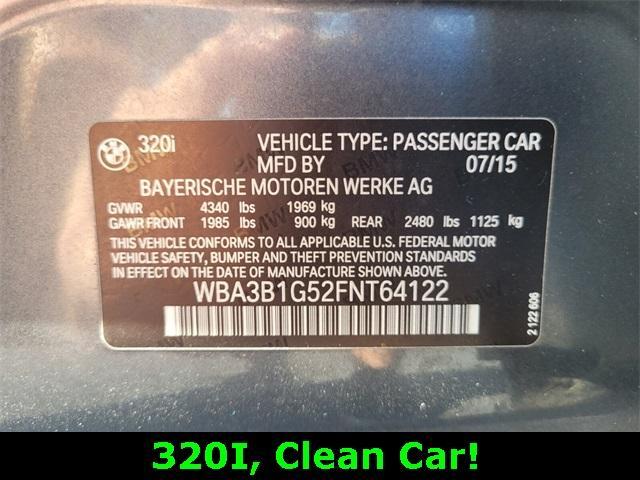 BMW 320i VEHICLE TYPE: PASSENGER CAR
MFD BY 07/15
BAYERISCHE MOTOREN WERKE AG
GVWR 4340 lbs 1969 kg
GAWR FRONT 1985 lbs 900 kg REAR 2480 lbs 1125 kg
THIS VEHICLE CONFORMS TO ALL APPLICABLE U.S. FEDERAL MOTOR
VEHICLE SAFETY, BUMPER AND THEFT PREVENTION STANDARDS
IN EFFECT ON THE DATE OF MANUFACTURE SHOWN ABOVE.
WBA3B1G52FNT64122
2 122 606
320I, Clean Car!